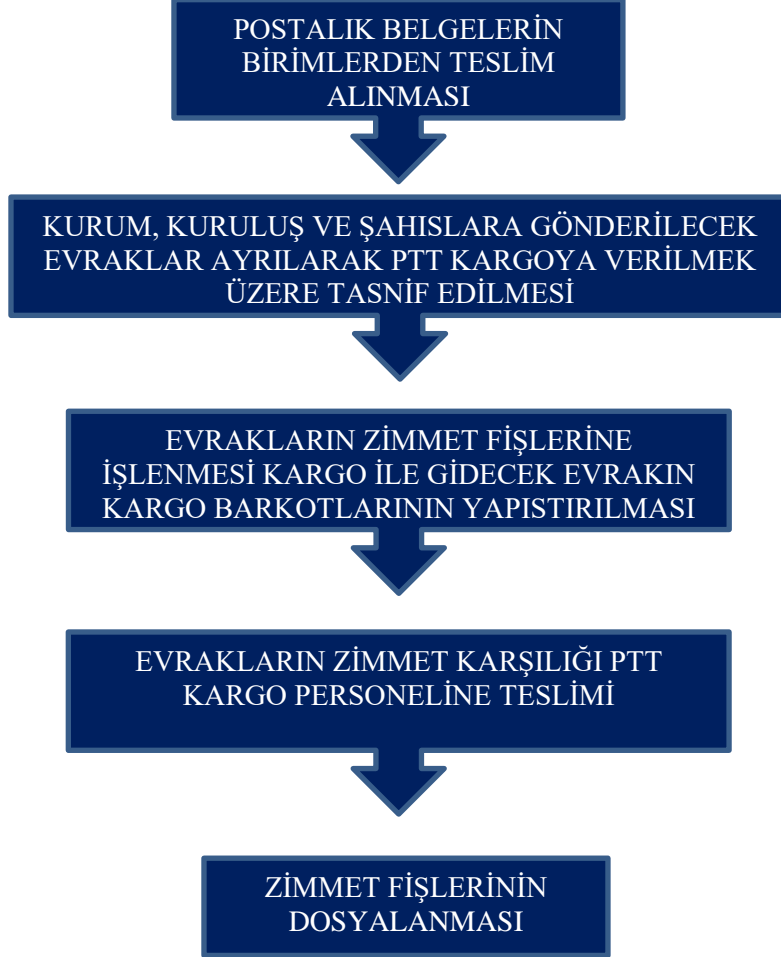 POSTALIK BELGELERİN
BİRİMLERDEN TESLİM
ALINMASI
KURUM, KURULUŞ VE ŞAHISLARA GÖNDERİLECEK
EVRAKLAR AYRILARAK PTT KARGOYA VERİLMEK
ÜZERE TASNİF EDİLMESİ
EVRAKLARIN ZİMMET FİŞLERİNE
İŞLENMESİ KARGO İLE GİDECEK EVRAKIN
KARGO BARKOTLARININ YAPISTIRILMASI
EVRAKLARIN ZİMMET KARŞILIĞI PTT
KARGO PERSONELİNE TESLİMİ
ZİMMET FİŞLERİNİN
DOSYALANMASI